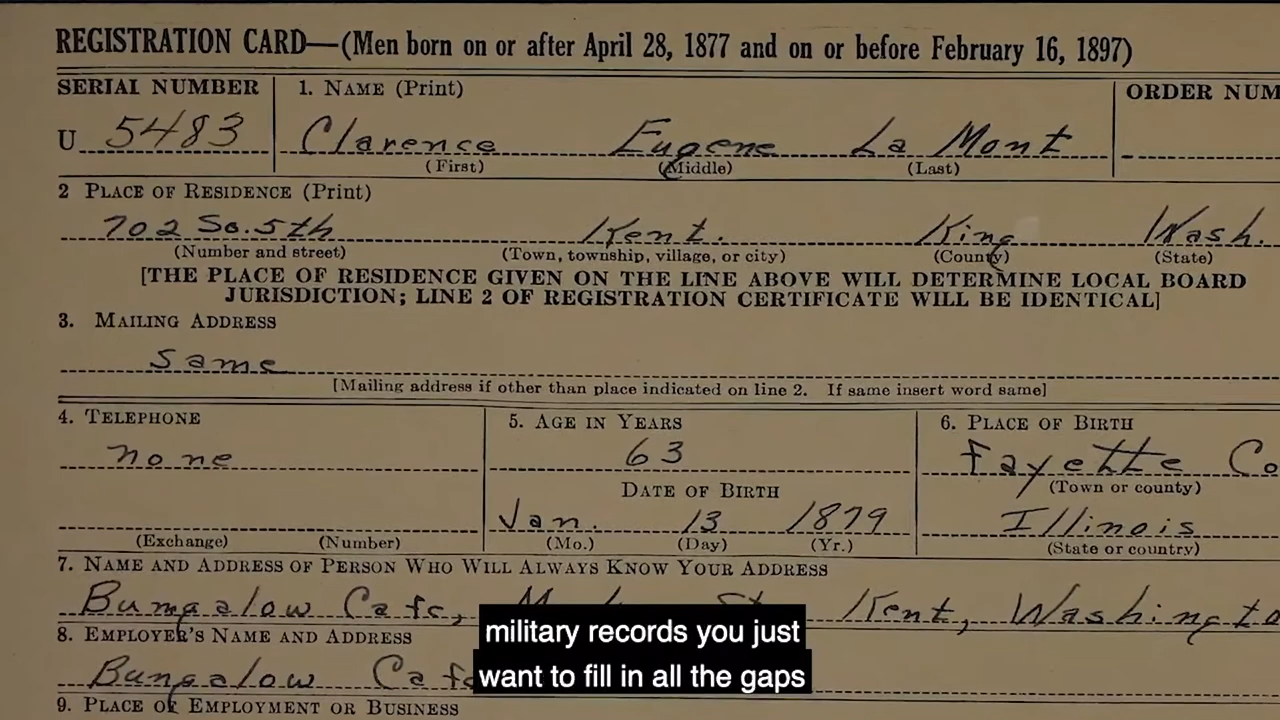 REGISTRATION CARD—(Men born on or after April 28, 1877 and on or before February 16, 1897)
SERIAL NUMBER 1. NAME (Print) ORDER NUM
U 5483 Clarence Eugene La Mont
(First) (Middle) (Last)
2 PLACE OF RESIDENCE (Print)
702 So. 5th Kent. King Wash.
(Number and street) (Town, township, village, or city) (County) (State)
[THE PLACE OF RESIDENCE GIVEN ON THE LINE ABOVE WILL DETERMINE LOCAL BOARD
JURISDICTION; LINE 2 OF REGISTRATION CERTIFICATE WILL BE IDENTICAL]
3. MAILING ADDRESS
Same
[Mailing address if other than place indicated on line 2. If same insert word same]
4. TELEPHONE 5. AGE IN YEARS 6. PLACE OF BIRTH
none 63 Fayette Co
DATE OF BIRTH (Town or county)
Jan. 13 1879 Illinois
(Exchange) (Number) (Mo.) (Day) (Yr.) (State or country)
7. NAME AND ADDRESS OF PERSON WHO WILL ALWAYS KNOW YOUR ADDRESS
Bungalow Cafe, Kent, Washingto
8. EMPLOYER'S NAME AND ADDRESS
Bungalow Caf
9. PLACE OF EMPLOYMENT OR BUSINESS
military records you just
want to fill in all the gaps